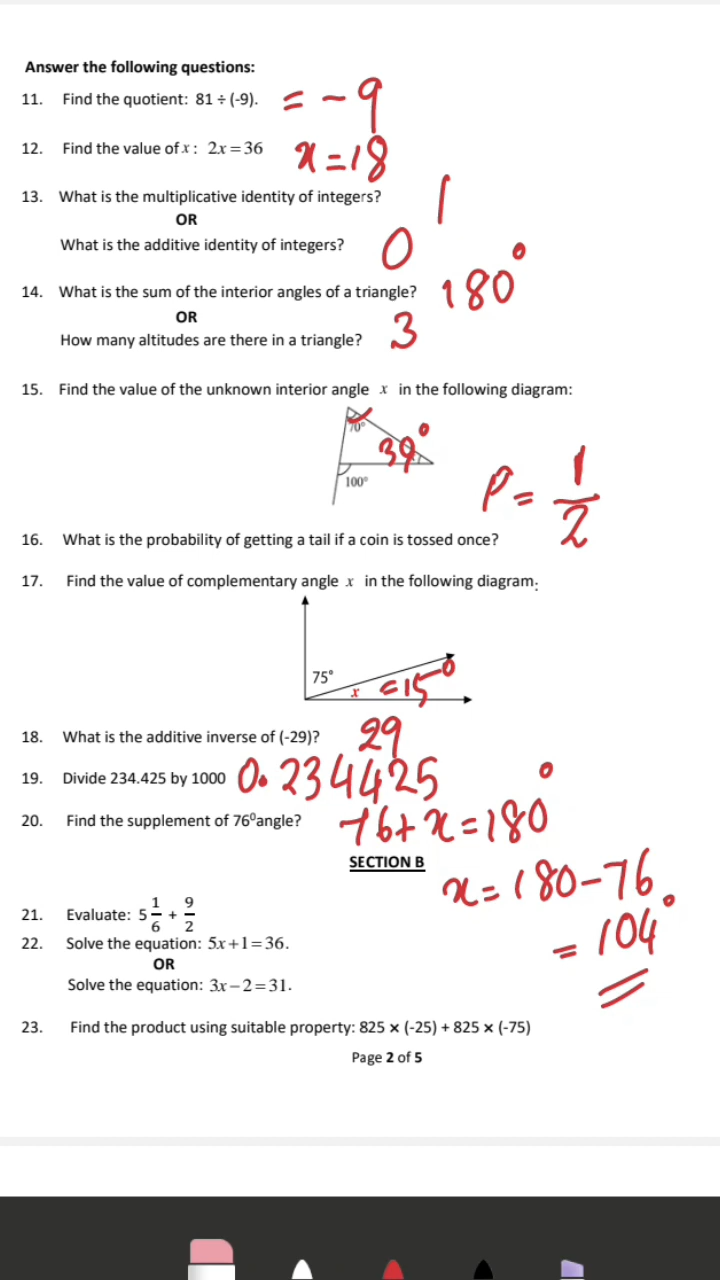 Answer the following questions:
11. Find the quotient: 81 ÷ (-9). = -9
12. Find the value of x : 2x = 36 x = 18
13. What is the multiplicative identity of integers? 1
OR
What is the additive identity of integers? 0
14. What is the sum of the interior angles of a triangle? 180°
OR
How many altitudes are there in a triangle? 3
15. Find the value of the unknown interior angle x in the following diagram:
70°
39°
100°
P = 1/2
16. What is the probability of getting a tail if a coin is tossed once?
17. Find the value of complementary angle x in the following diagram:
75°
x = 15°
18. What is the additive inverse of (-29)? 29
19. Divide 234.425 by 1000 0.234425
20. Find the supplement of 76⁰angle? 76+x=180°
SECTION B
x = 180-76
= 104°
21. Evaluate: 5 1/6 + 9/2
22. Solve the equation: 5x+1=36.
OR
Solve the equation: 3x−2=31.
23. Find the product using suitable property: 825 × (-25) + 825 × (-75)
Page 2 of 5